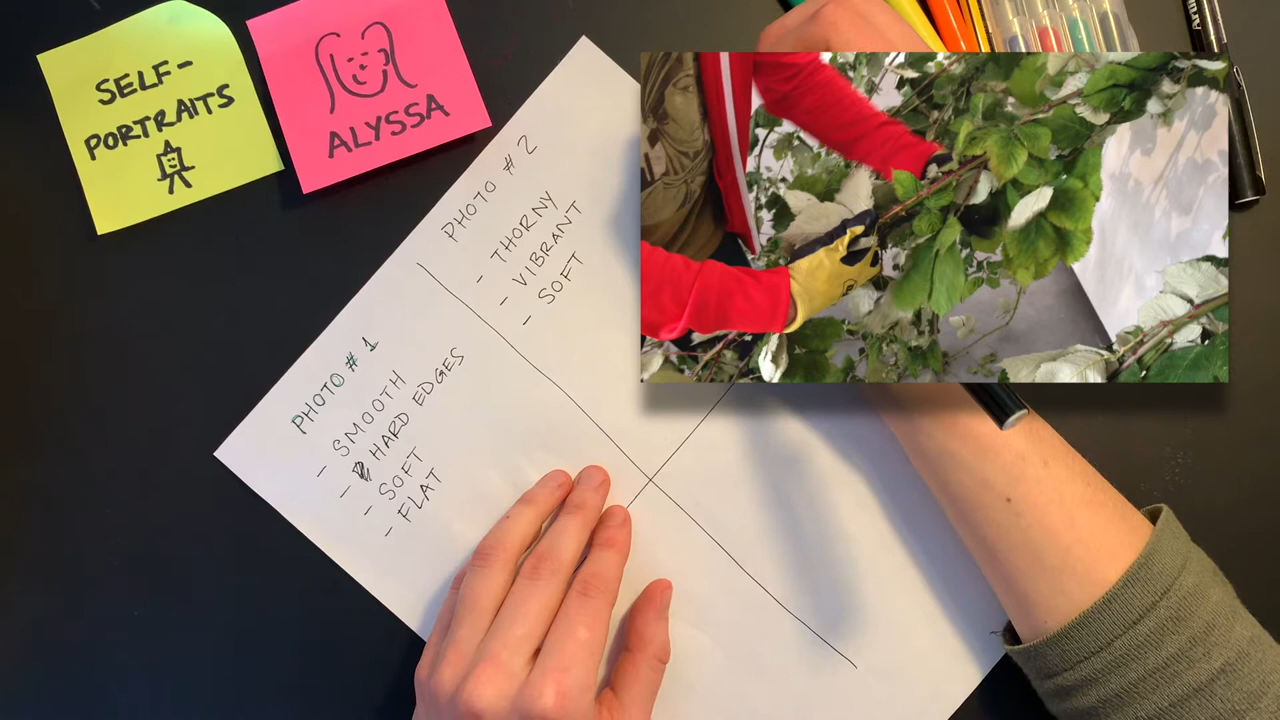 SELF-
PORTRAITS
ALYSSA
PHOTO #1
- SMOOTH
- HARD EDGES
- SOFT
- FLAT
PHOTO #2
- THORNY
- VIBRANT
- SOFT